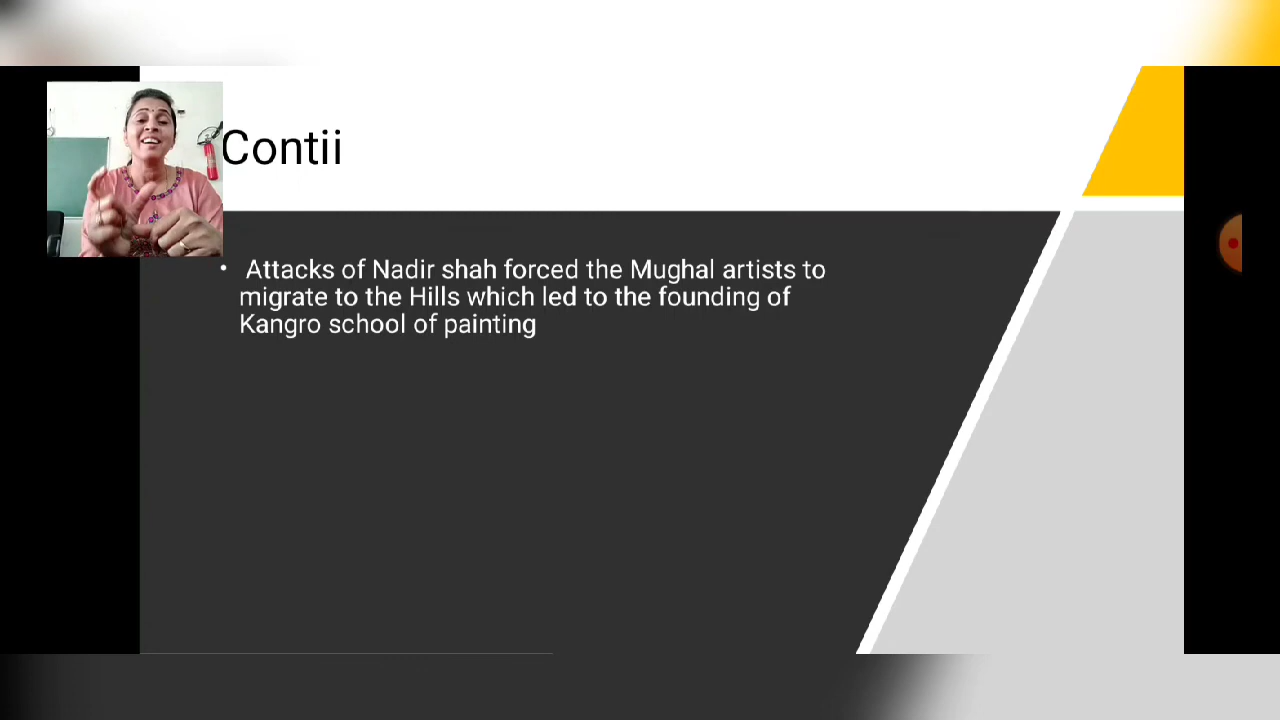 Contii
• Attacks of Nadir shah forced the Mughal artists to
migrate to the Hills which led to the founding of
Kangro school of painting